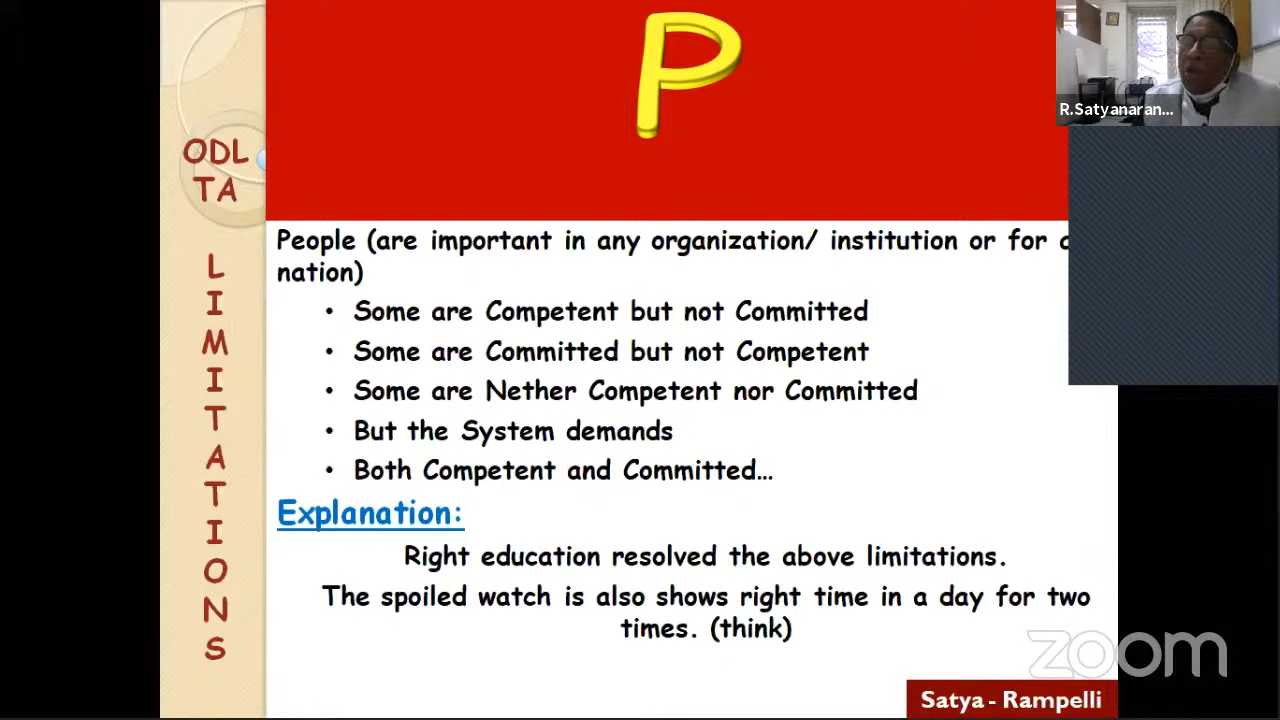 P
R.Satyanaran...
ODL
TA
L
I
M
I
T
A
T
I
O
N
S
People (are important in any organization/ institution or for a
nation)
• Some are Competent but not Committed
• Some are Committed but not Competent
• Some are Nether Competent nor Committed
• But the System demands
• Both Competent and Committed…
Explanation:
Right education resolved the above limitations.
The spoiled watch is also shows right time in a day for two
times. (think)
zoom
Satya - Rampelli